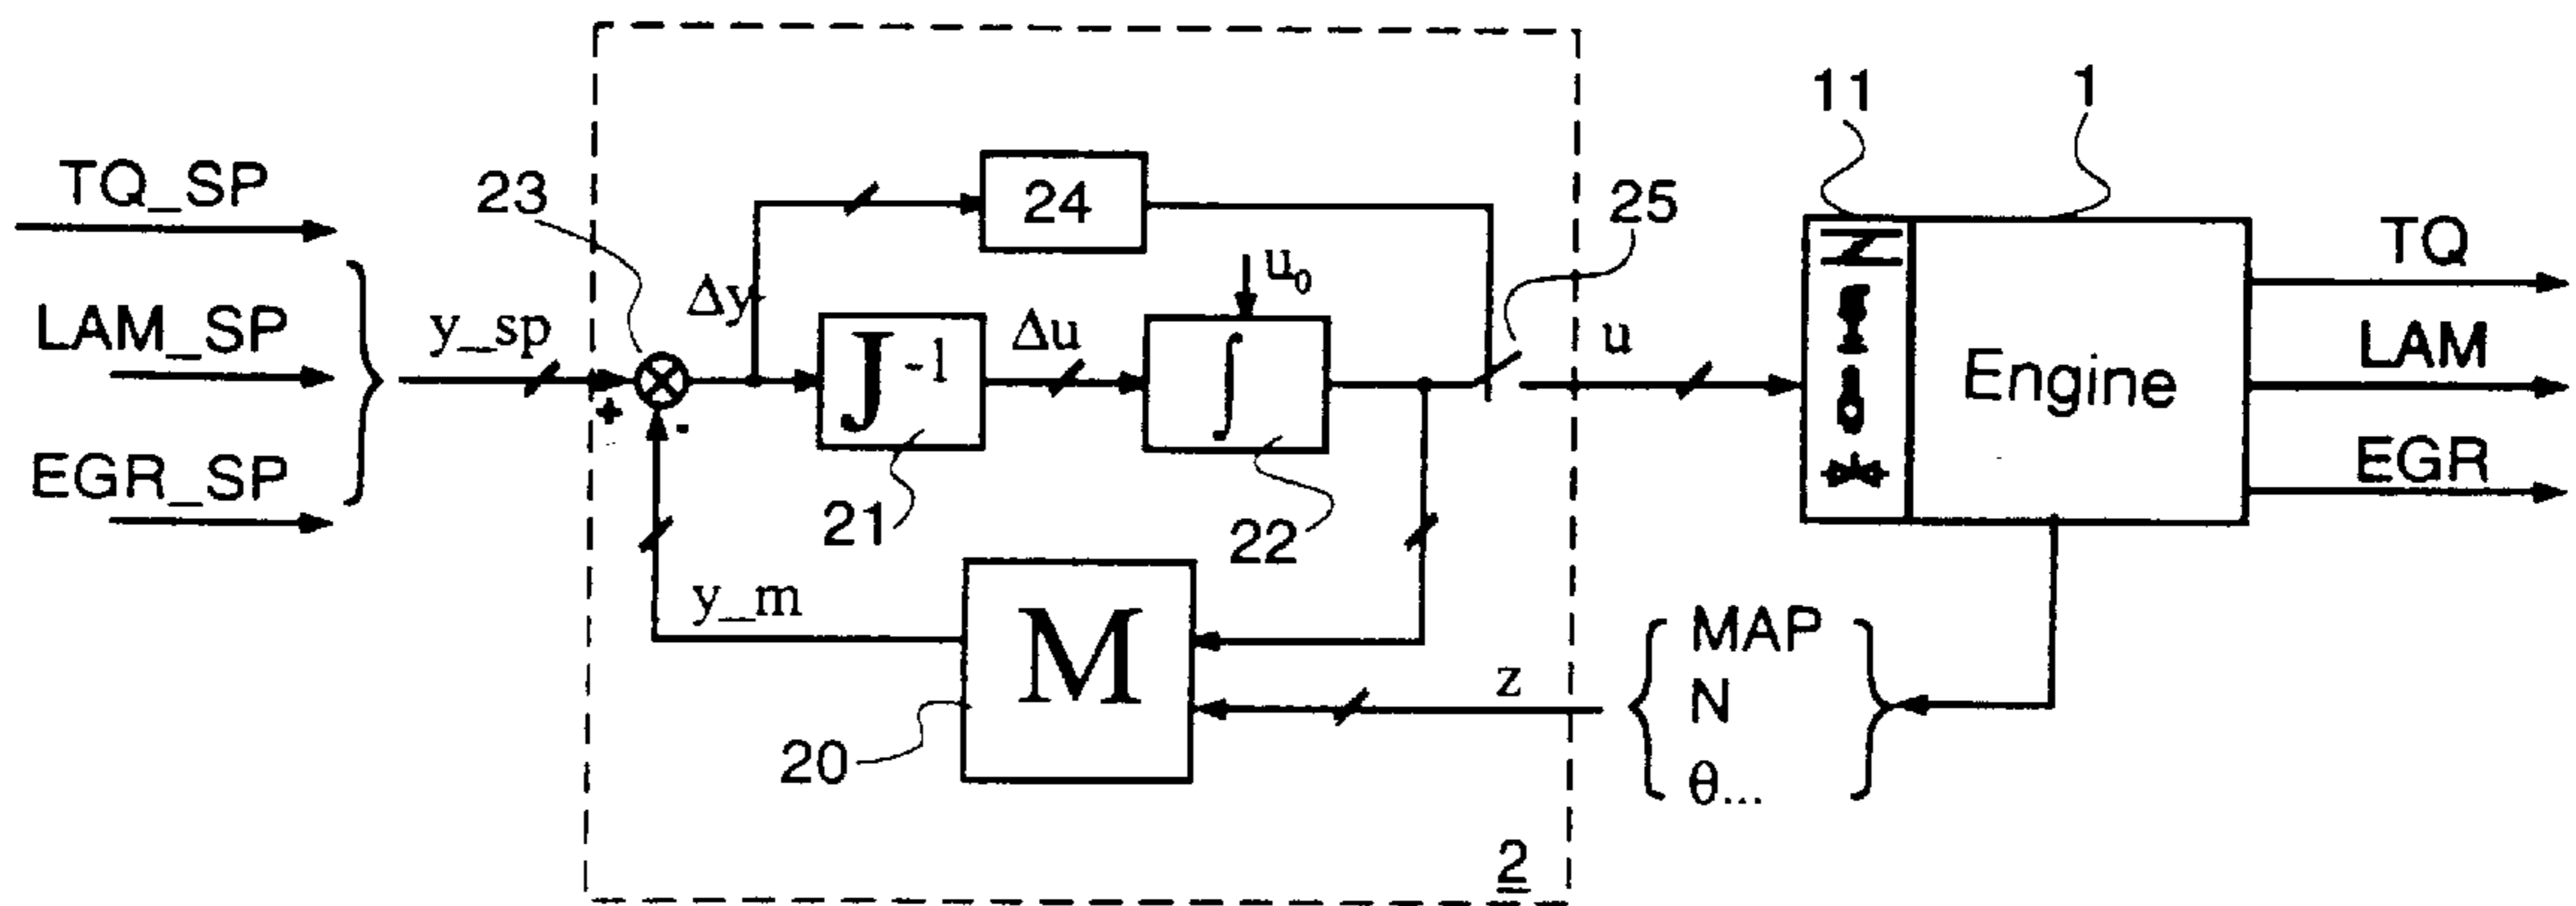 TQ_SP
LAM_SP
EGR_SP
y_sp
23
+
-
Δy
24
J-1
21
Δu
u0
∫
22
25
u
y_m
M
20
z
2
11
1
Engine
TQ
LAM
EGR
MAP
N
θ...